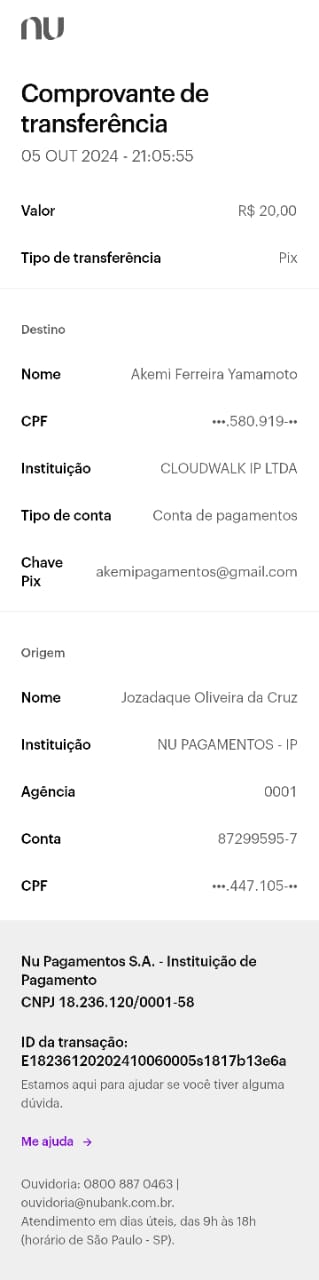 nu
Comprovante de
transferência
05 OUT 2024 - 21:05:55
Valor R$ 20,00
Tipo de transferência Pix
Destino
Nome Akemi Ferreira Yamamoto
CPF •••.580.919-••
Instituição CLOUDWALK IP LTDA
Tipo de conta Conta de pagamentos
Chave
Pix akemipagamentos@gmail.com
Origem
Nome Jozadaque Oliveira da Cruz
Instituição NU PAGAMENTOS - IP
Agência 0001
Conta 87299595-7
CPF •••.447.105-••
Nu Pagamentos S.A. - Instituição de
Pagamento
CNPJ 18.236.120/0001-58
ID da transação:
E18236120202410060005s1817b13e6a
Estamos aqui para ajudar se você tiver alguma
dúvida.
Me ajuda →
Ouvidoria: 0800 887 0463 |
ouvidoria@nubank.com.br.
Atendimento em dias úteis, das 9h às 18h
(horário de São Paulo - SP).